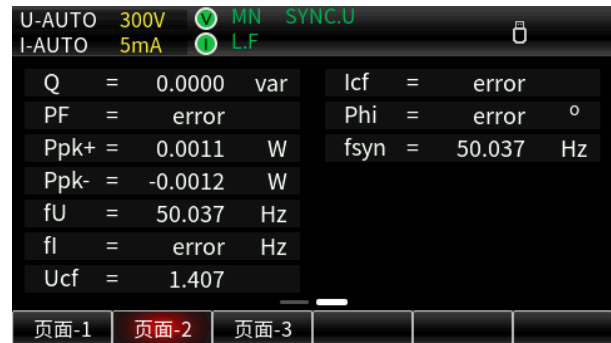 U-AUTO 300V V MN SYNC.U
I-AUTO 5mA I L.F
Q = 0.0000 var
PF = error
Ppk+ = 0.0011 W
Ppk- = -0.0012 W
fU = 50.037 Hz
fI = error Hz
Ucf = 1.407
Icf = error
Phi = error °
fsyn = 50.037 Hz
页面-1 页面-2 页面-3